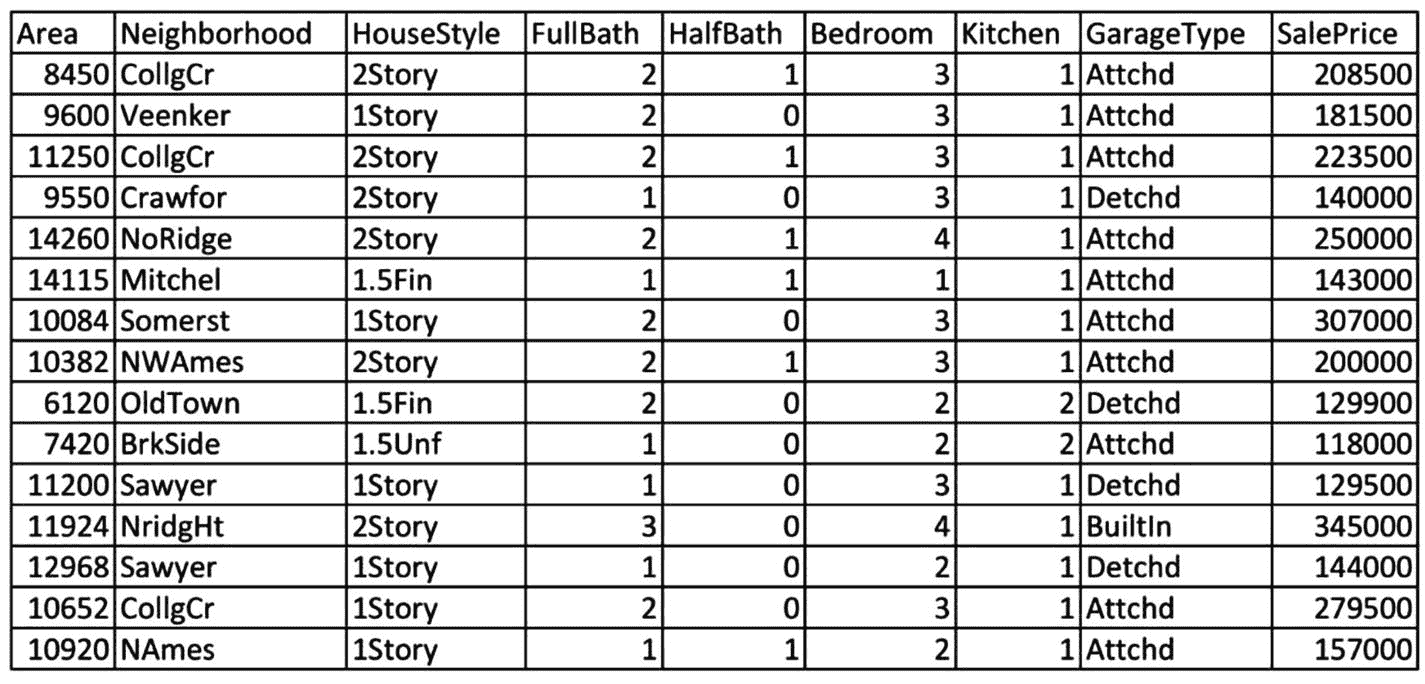 Area Neighborhood HouseStyle FullBath HalfBath Bedroom Kitchen GarageType SalePrice
8450 CollgCr 2Story 2 1 3 1 Attchd 208500
9600 Veenker 1Story 2 0 3 1 Attchd 181500
11250 CollgCr 2Story 2 1 3 1 Attchd 223500
9550 Crawfor 2Story 1 0 3 1 Detchd 140000
14260 NoRidge 2Story 2 1 4 1 Attchd 250000
14115 Mitchel 1.5Fin 1 1 1 1 Attchd 143000
10084 Somerst 1Story 2 0 3 1 Attchd 307000
10382 NWAmes 2Story 2 1 3 1 Attchd 200000
6120 OldTown 1.5Fin 2 0 2 2 Detchd 129900
7420 BrkSide 1.5Unf 1 0 2 2 Attchd 118000
11200 Sawyer 1Story 1 0 3 1 Detchd 129500
11924 NridgHt 2Story 3 0 4 1 BuiltIn 345000
12968 Sawyer 1Story 1 0 2 1 Detchd 144000
10652 CollgCr 1Story 2 0 3 1 Attchd 279500
10920 NAmes 1Story 1 1 2 1 Attchd 157000